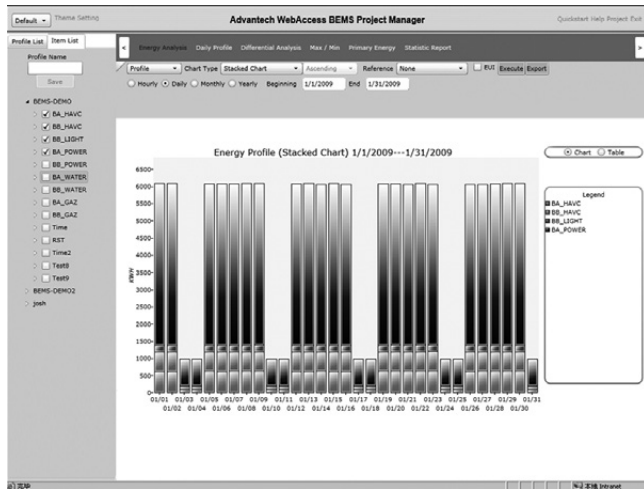 Default
Theme Setting
Advantech WebAccess BEMS Project Manager
Quickstart Help Project Exit
Profile List
Item List
Profile Name
Save
BEMS-DEMO
BA_HAVC
BB_HAVC
BB_LIGHT
BA_POWER
BB_POWER
BA_WATER
BB_WATER
BA_GAZ
BB_GAZ
Time
RST
Time2
Test8
Test9
BEMS-DEMO2
josh
Energy Analysis Daily Profile Differential Analysis Max / Min Primary Energy Statistic Report
Profile Chart Type Stacked Chart Ascending Reference None EUI Execute Export
Hourly Daily Monthly Yearly Beginning 1/1/2009 End 1/31/2009
Energy Profile (Stacked Chart) 1/1/2009---1/31/2009
Chart Table
6500
6000
5500
5000
4500
4000
3500
3000
2500
2000
1500
1000
500
0
01/01 01/03 01/05 01/07 01/09 01/11 01/13 01/15 01/17 01/19 01/21 01/23 01/25 01/27 01/29 01/31
01/02 01/04 01/06 01/08 01/10 01/12 01/14 01/16 01/18 01/20 01/22 01/24 01/26 01/28 01/30
Legend
BA_HAVC
BB_HAVC
BB_LIGHT
BA_POWER
完毕
本地 Intranet